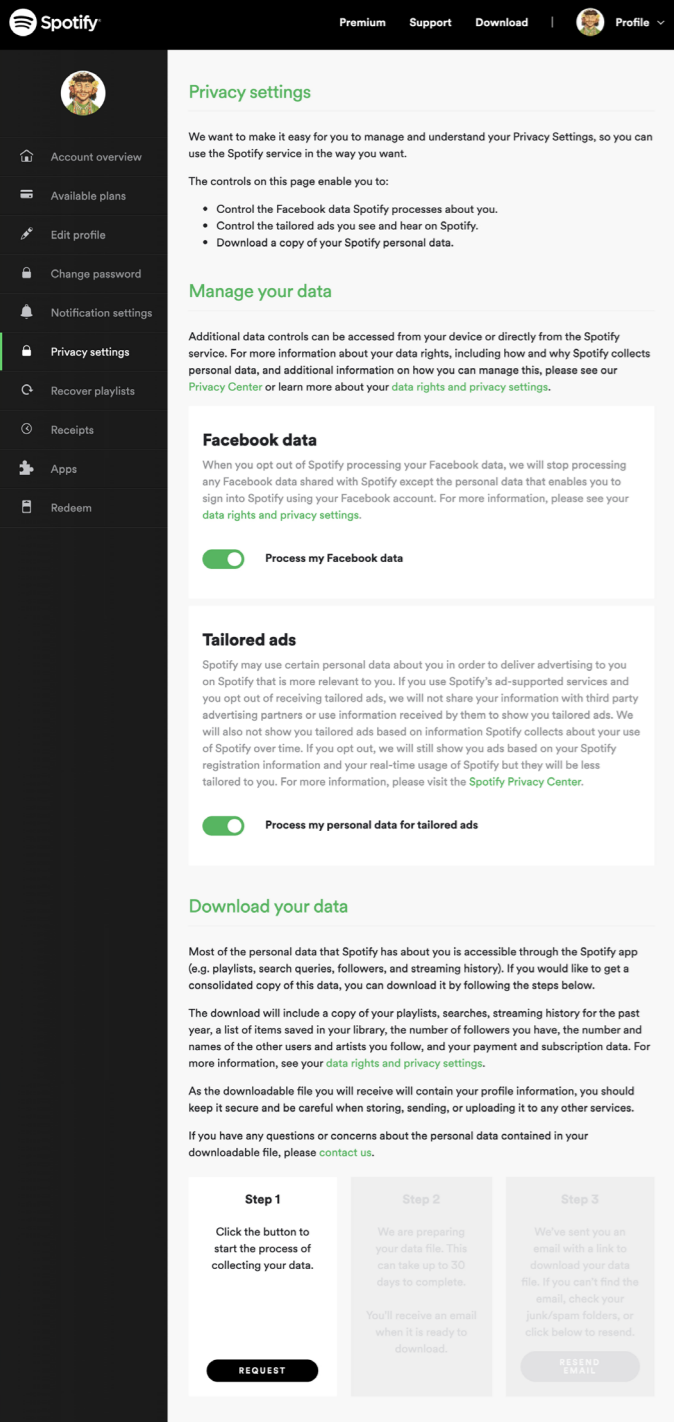 Spotify
Premium Support Download | Profile
Account overview
Available plans
Edit profile
Change password
Notification settings
Privacy settings
Recover playlists
Receipts
Apps
Redeem
Privacy settings
We want to make it easy for you to manage and understand your Privacy Settings, so you can
use the Spotify service in the way you want.
The controls on this page enable you to:
• Control the Facebook data Spotify processes about you.
• Control the tailored ads you see and hear on Spotify.
• Download a copy of your Spotify personal data.
Manage your data
Additional data controls can be accessed from your device or directly from the Spotify
service. For more information about your data rights, including how and why Spotify collects
personal data, and additional information on how you can manage this, please see our
Privacy Center or learn more about your data rights and privacy settings.
Facebook data
When you opt out of Spotify processing your Facebook data, we will stop processing
any Facebook data shared with Spotify except the personal data that enables you to
sign into Spotify using your Facebook account. For more information, please see your
data rights and privacy settings.
Process my Facebook data
Tailored ads
Spotify may use certain personal data about you in order to deliver advertising to you
on Spotify that is more relevant to you. If you use Spotify's ad-supported services and
you opt out of receiving tailored ads, we will not share your information with third party
advertising partners or use information received by them to show you tailored ads. We
will also not show you tailored ads based on information Spotify collects about your use
of Spotify over time. If you opt out, we will still show you ads based on your Spotify
registration information and your real-time usage of Spotify but they will be less
tailored to you. For more information, please visit the Spotify Privacy Center.
Process my personal data for tailored ads
Download your data
Most of the personal data that Spotify has about you is accessible through the Spotify app
(e.g. playlists, search queries, followers, and streaming history). If you would like to get a
consolidated copy of this data, you can download it by following the steps below.
The download will include a copy of your playlists, searches, streaming history for the past
year, a list of items saved in your library, the number of followers you have, the number and
names of the other users and artists you follow, and your payment and subscription data. For
more information, see your data rights and privacy settings.
As the downloadable file you will receive will contain your profile information, you should
keep it secure and be careful when storing, sending, or uploading it to any other services.
If you have any questions or concerns about the personal data contained in your
downloadable file, please contact us.
Step 1
Click the button to
start the process of
collecting your data.
REQUEST
Step 2
We are preparing
your data file. This
can take up to 30
days to complete.
You'll receive an email
when it is ready to
download.
Step 3
We've sent you an
email with a link to
download your data
file. If you can't find the
email, check your
junk/spam folders, or
click below to resend.
RESEND
EMAIL